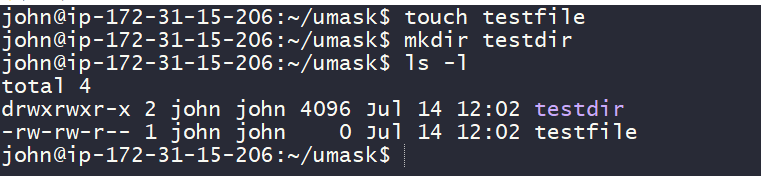 john@ip-172-31-15-206:~/umask$ touch testfile
john@ip-172-31-15-206:~/umask$ mkdir testdir
john@ip-172-31-15-206:~/umask$ ls -l
total 4
drwxrwxr-x 2 john john 4096 Jul 14 12:02 testdir
-rw-rw-r-- 1 john john    0 Jul 14 12:02 testfile
john@ip-172-31-15-206:~/umask$